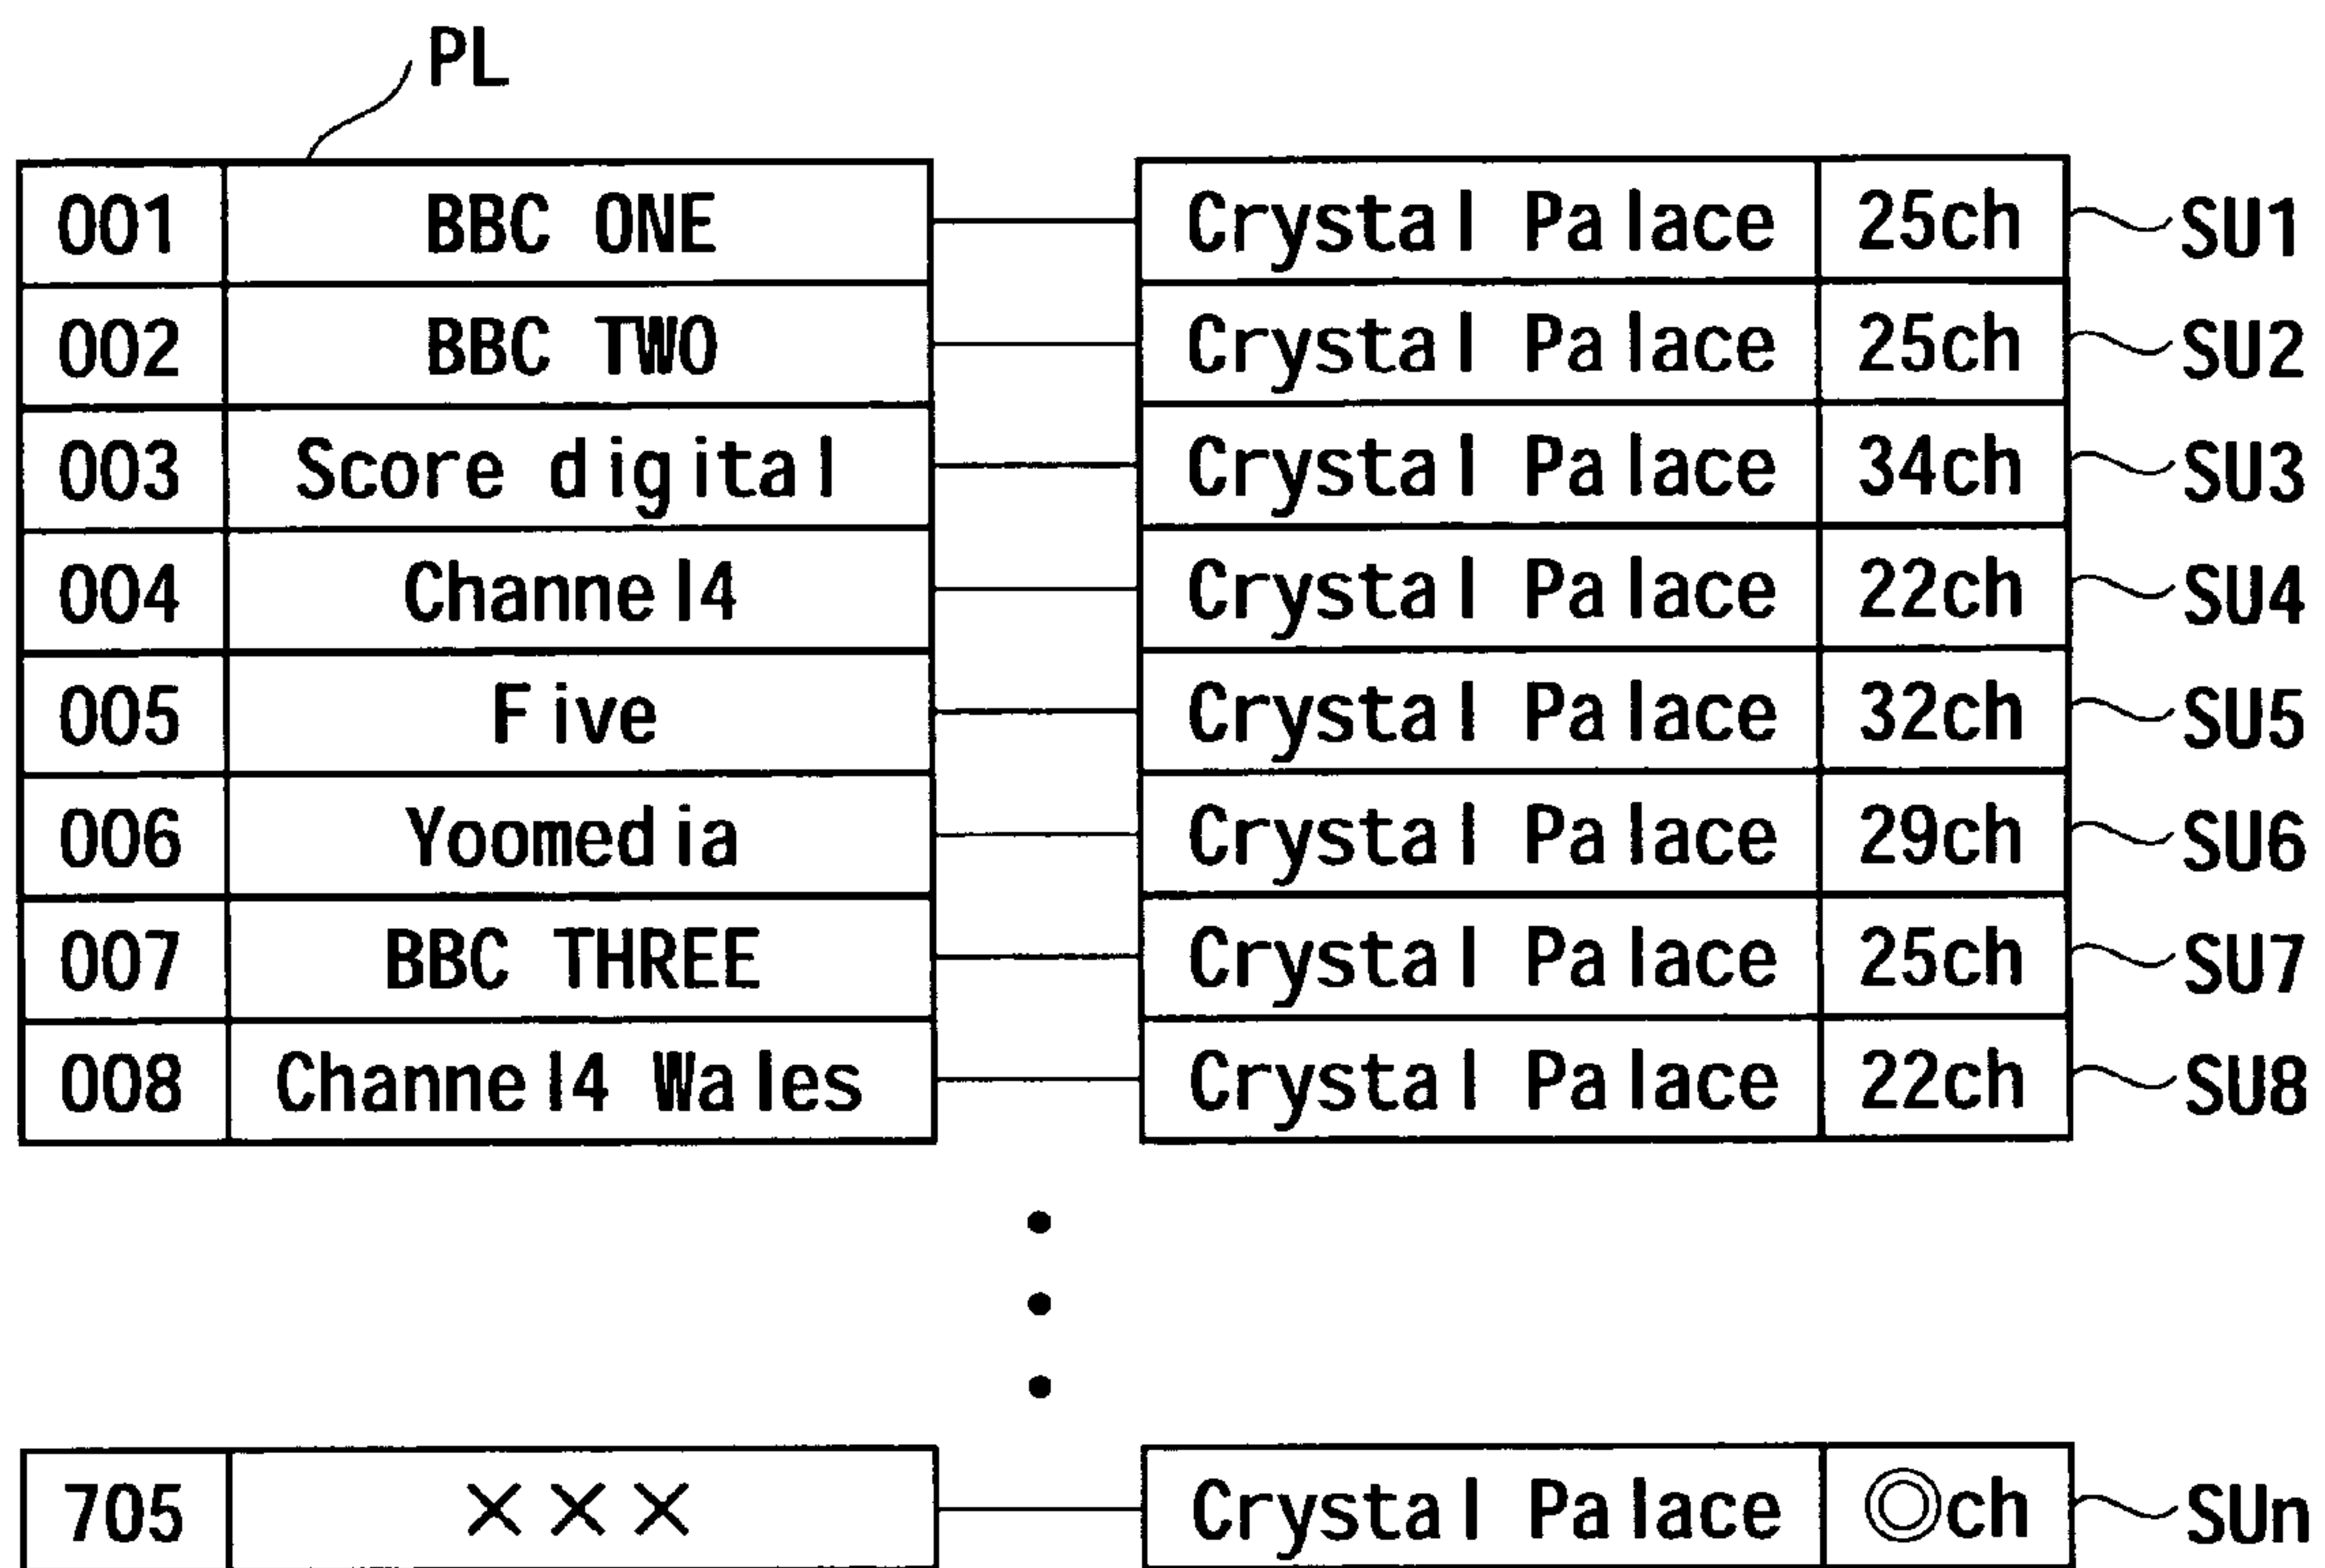 PL
001 BBC ONE Crystal Palace 25ch SU1
002 BBC TWO Crystal Palace 25ch SU2
003 Score digital Crystal Palace 34ch SU3
004 Channel4 Crystal Palace 22ch SU4
005 Five Crystal Palace 32ch SU5
006 Yoomedia Crystal Palace 29ch SU6
007 BBC THREE Crystal Palace 25ch SU7
008 Channel4 Wales Crystal Palace 22ch SU8
705 ××× Crystal Palace ◎ch SUn